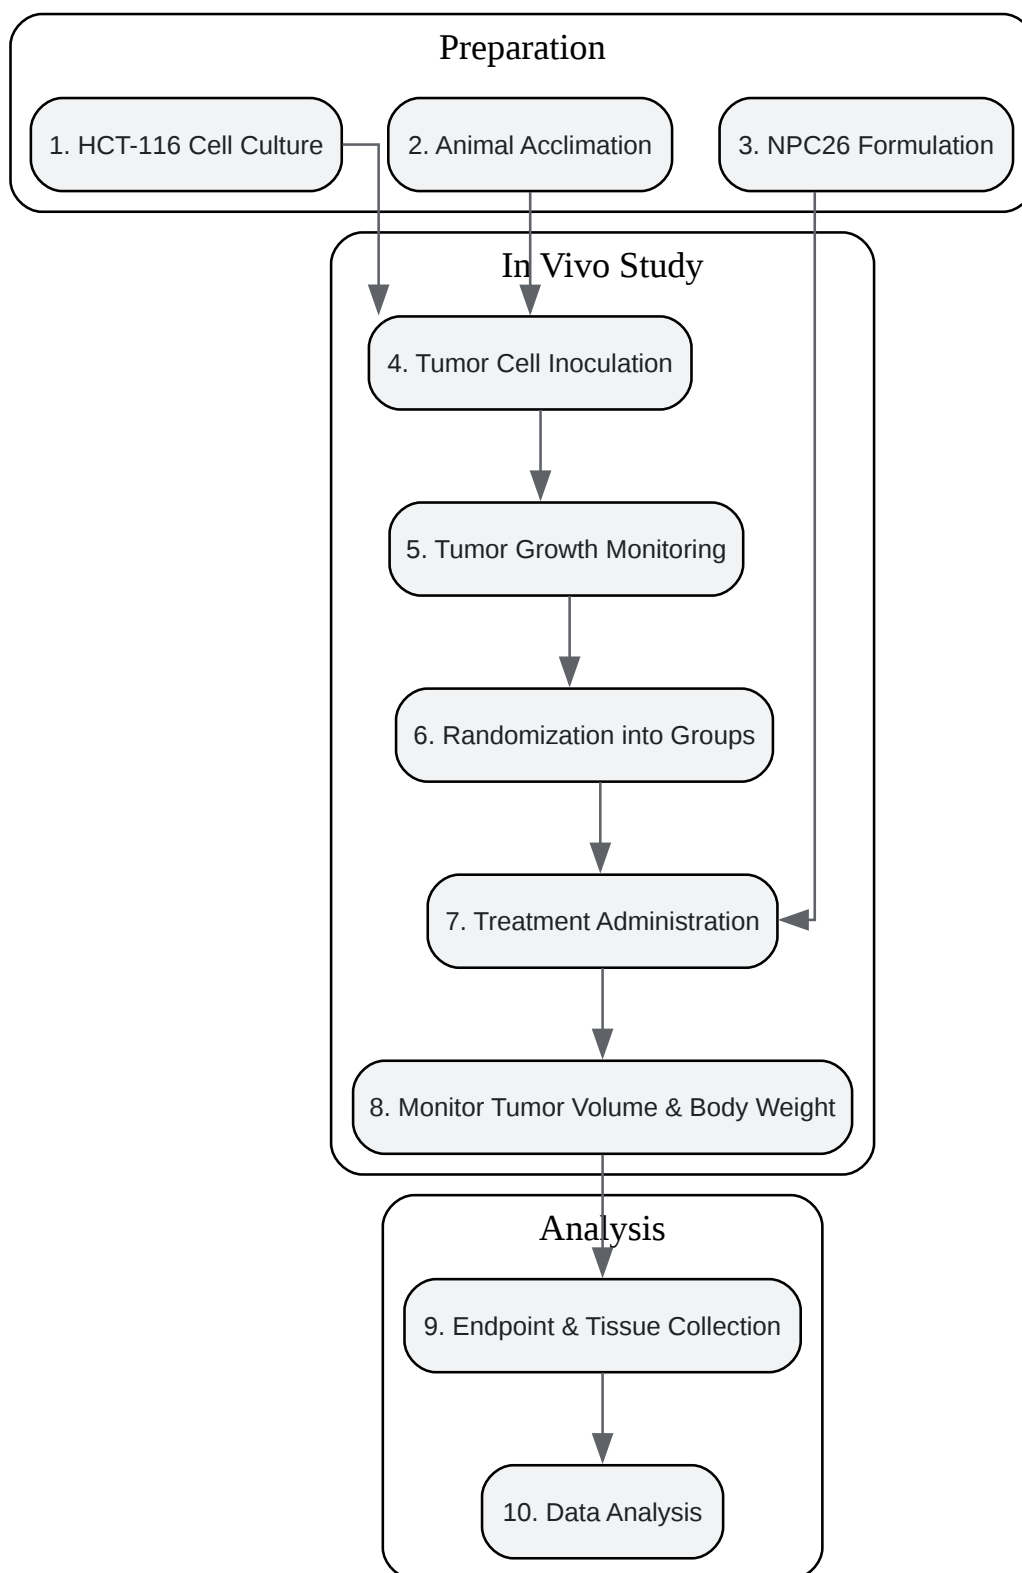 Preparation
1. HCT-116 Cell Culture
2. Animal Acclimation
3. NPC26 Formulation
In Vivo Study
4. Tumor Cell Inoculation
5. Tumor Growth Monitoring
6. Randomization into Groups
7. Treatment Administration
8. Monitor Tumor Volume & Body Weight
Analysis
9. Endpoint & Tissue Collection
10. Data Analysis